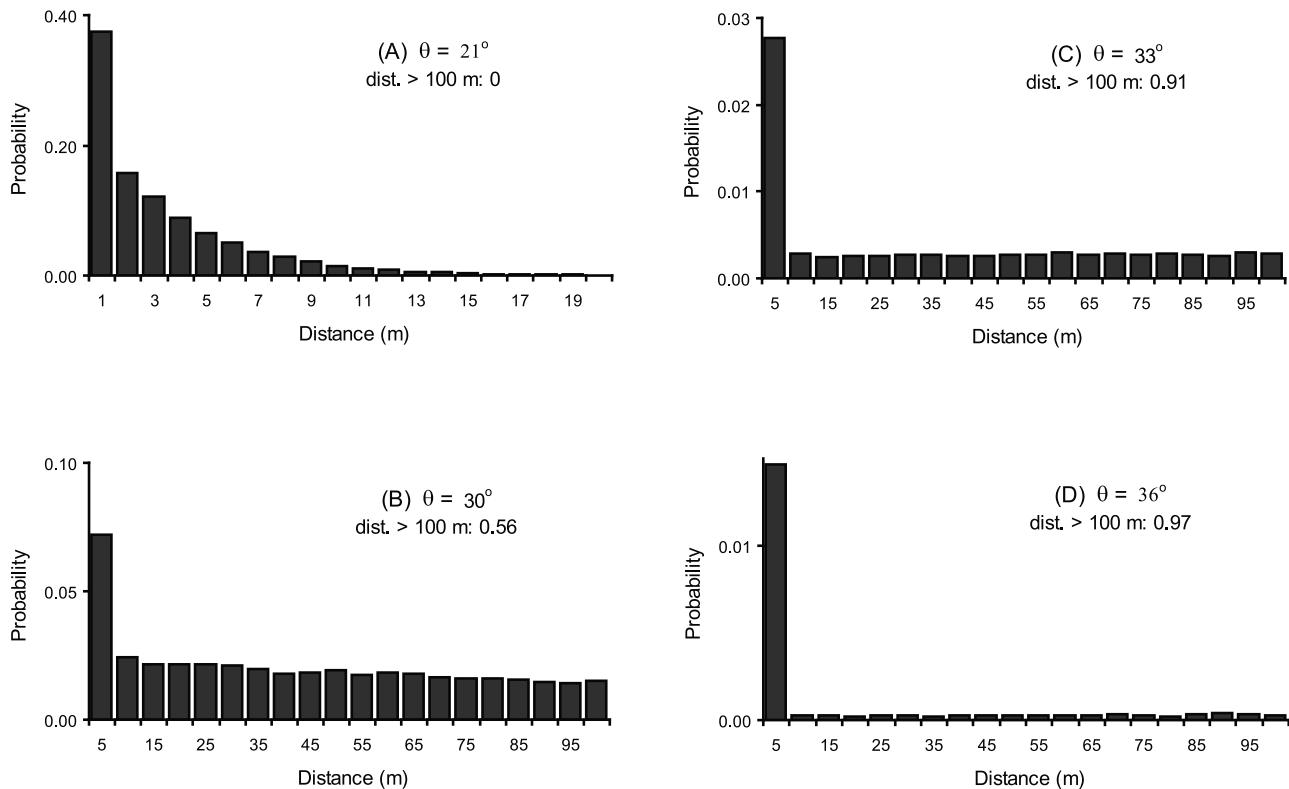 (A) θ = 21°
dist. > 100 m: 0
Probability
0.40
0.20
0.00
1 3 5 7 9 11 13 15 17 19
Distance (m)
(C) θ = 33°
dist. > 100 m: 0.91
Probability
0.03
0.02
0.01
0.00
5 15 25 35 45 55 65 75 85 95
Distance (m)
(B) θ = 30°
dist. > 100 m: 0.56
Probability
0.10
0.05
0.00
5 15 25 35 45 55 65 75 85 95
Distance (m)
(D) θ = 36°
dist. > 100 m: 0.97
Probability
0.01
0.00
5 15 25 35 45 55 65 75 85 95
Distance (m)